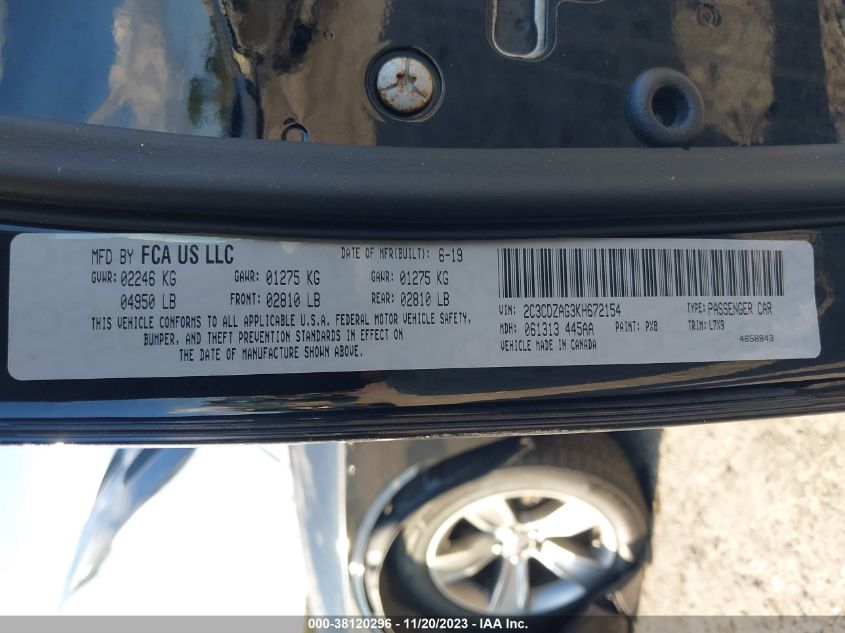 MFD BY FCA US LLC DATE OF MFR(BUILT): 6-19
GVWR: 02246 KG GAWR: 01275 KG GAWR: 01275 KG
04950 LB FRONT: 02810 LB REAR: 02810 LB
THIS VEHICLE CONFORMS TO ALL APPLICABLE U.S.A. FEDERAL MOTOR VEHICLE SAFETY,
BUMPER, AND THEFT PREVENTION STANDARDS IN EFFECT ON
THE DATE OF MANUFACTURE SHOWN ABOVE.
VIN: 2C3CDZAG3KH672154 TYPE: PASSENGER CAR
MDH: 061313 445AA PAINT: PX8 TRIM: L7X9
VEHICLE MADE IN CANADA 4658843
000-38120296 - 11/20/2023 - IAA Inc.